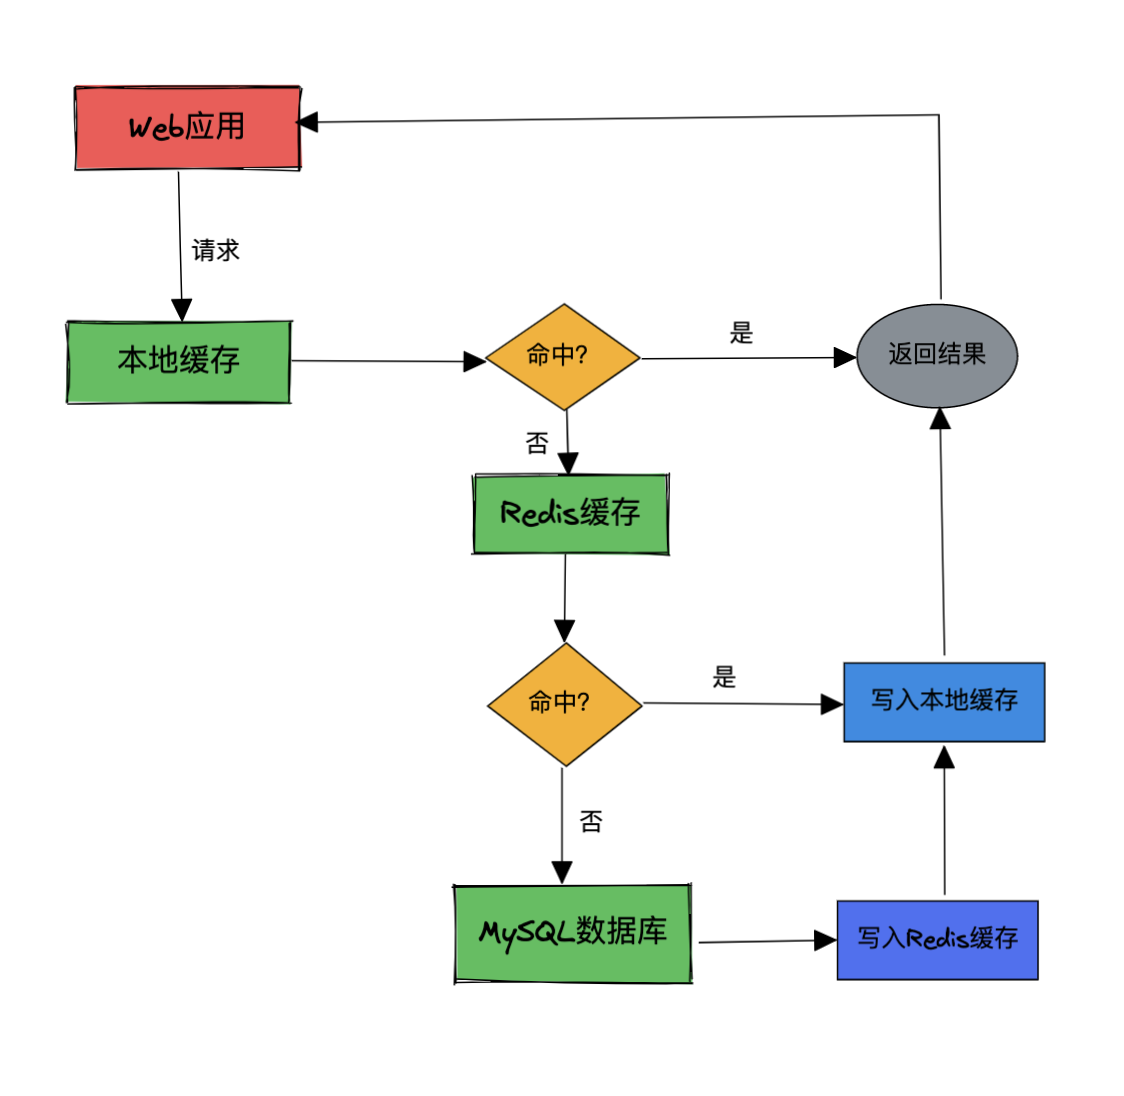 Web应用
请求
本地缓存
命中?
是
返回结果
否
Redis缓存
命中?
是
写入本地缓存
否
MySQL数据库
写入Redis缓存